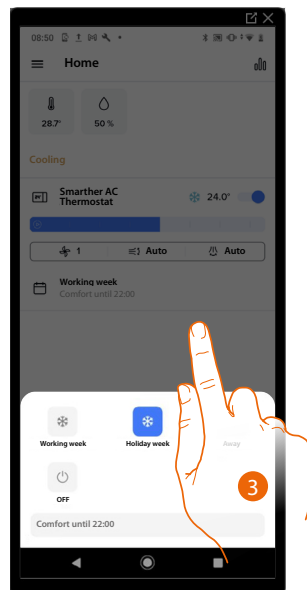 08:50
Home
28.7°
50 %
Cooling
Smarther AC
Thermostat
24.0°
1
Auto
Auto
Working week
Comfort until 22:00
Working week
Holiday week
Away
OFF
3
Comfort until 22:00